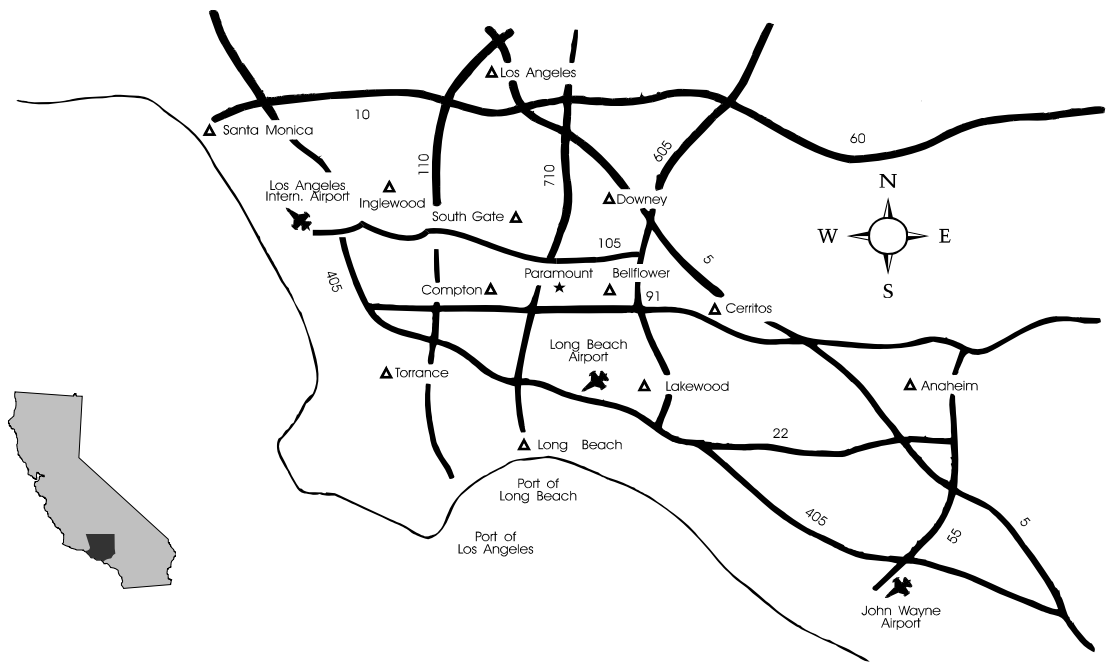 Los Angeles
10
Santa Monica
60
110
710
605
Los Angeles
Intern. Airport
Inglewood
South Gate
Downey
N
W
E
S
105
5
405
Paramount
Bellflower
Compton
91
Cerritos
Long Beach
Airport
Torrance
Lakewood
Anaheim
22
Long Beach
Port of
Long Beach
Port of
Los Angeles
405
55
5
John Wayne
Airport